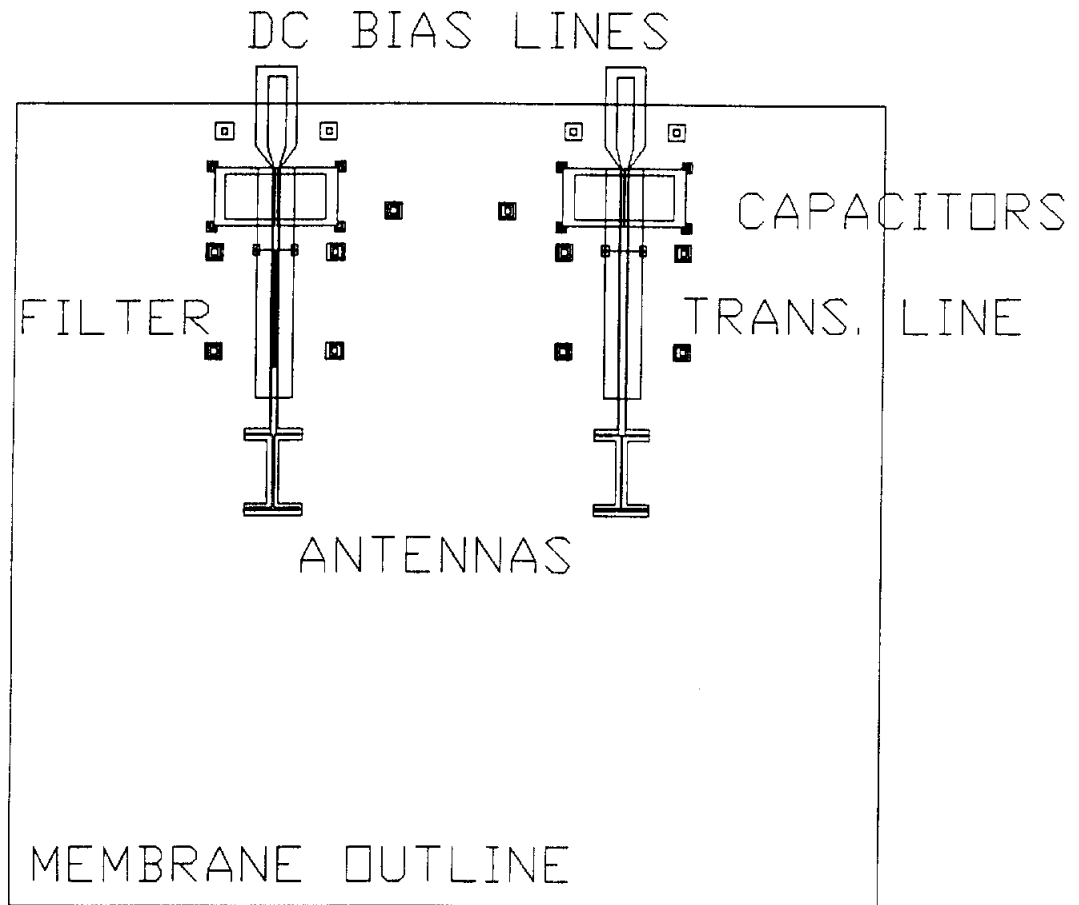 DC BIAS LINES
CAPACITORS
FILTER
TRANS. LINE
ANTENNAS
MEMBRANE OUTLINE